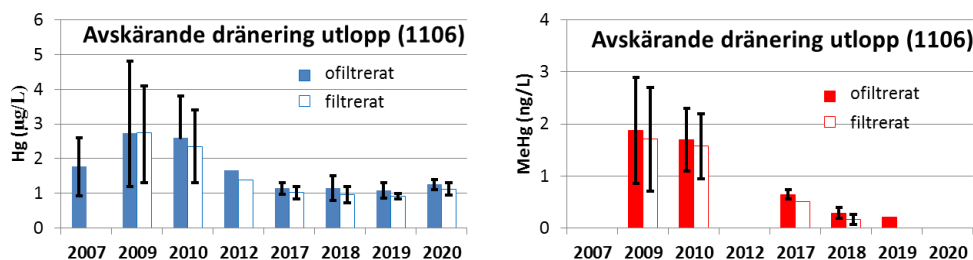 Avskärande dränering utlopp (1106)
Hg (µg/L)
6
5
4
3
2
1
0
ofiltrerat
filtrerat
2007 2009 2010 2012 2017 2018 2019 2020
Avskärande dränering utlopp (1106)
MeHg (ng/L)
4
3
2
1
0
ofiltrerat
filtrerat
2007 2009 2010 2012 2017 2018 2019 2020